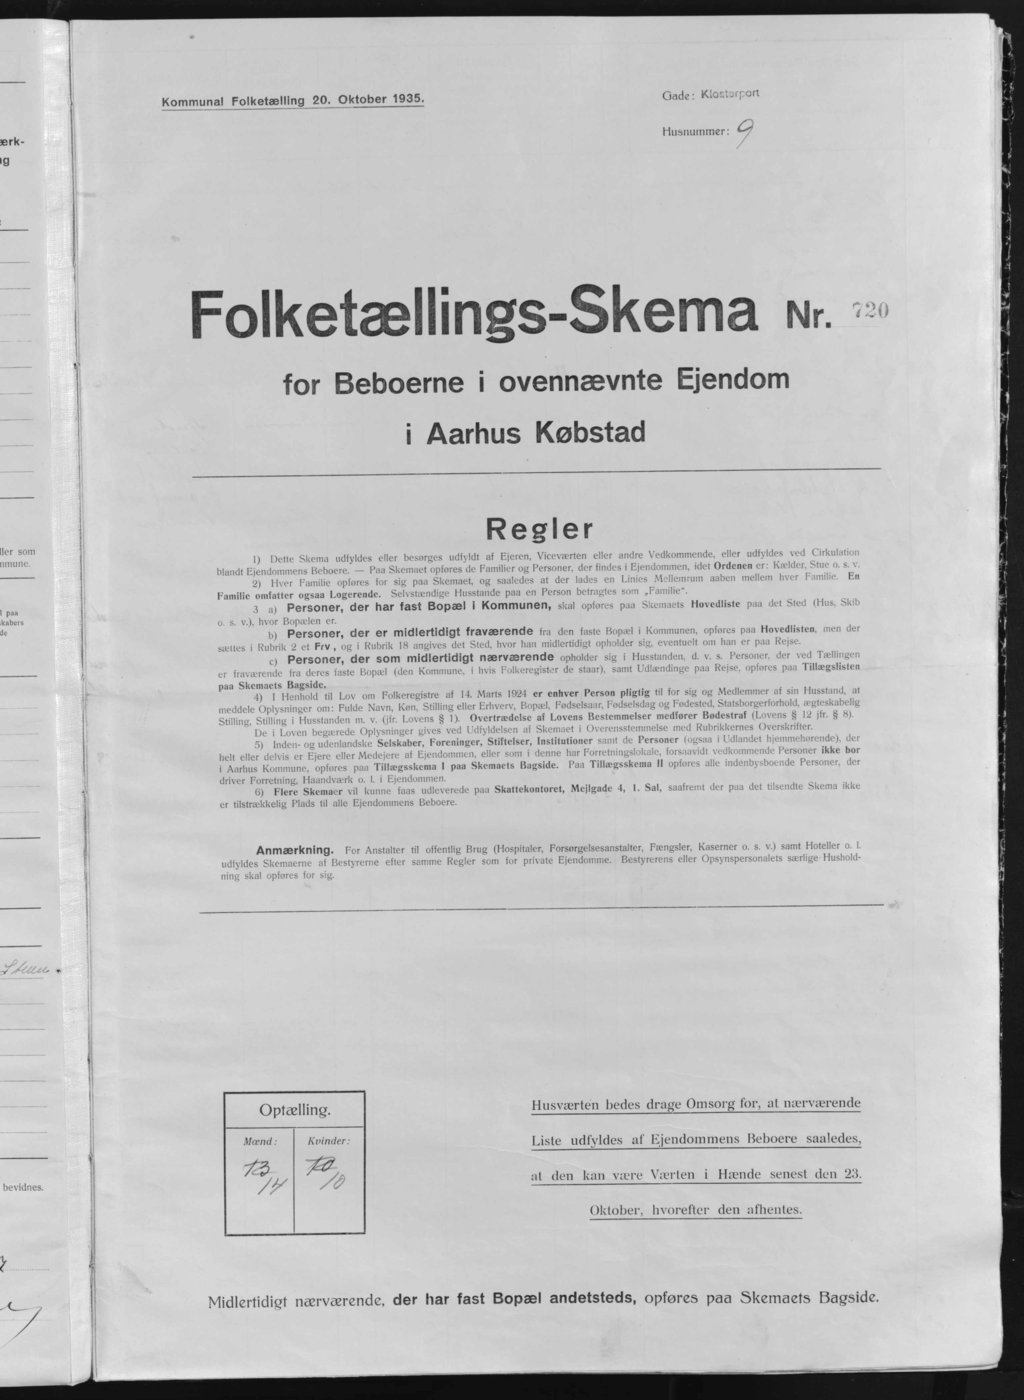 Kommunal Folketælling 20. Oktober 1935.
Gade: Klosterport
Husnummer: 9
Folketællings-Skema Nr. 720
for Beboerne i ovennævnte Ejendom
i Aarhus Købstad
Regler
1) Dette Skema udfyldes eller besørges udfyldt af Ejeren, Viceværten eller andre Vedkommende, eller udfyldes ved Cirkulation
blandt Ejendommens Beboere. — Paa Skemaet opføres de Familier og Personer, der findes i Ejendommen, idet Ordenen er: Kælder, Stue o. s. v.
2) Hver Familie opføres for sig paa Skemaet, og saaledes at der lades en Linies Mellemrum aaben mellem hver Familie. En
Familie omfatter ogsaa Logerende. Selvstændige Husstande paa en Person betragtes som „Familie".
3 a) Personer, der har fast Bopæl i Kommunen, skal opføres paa Skemaets Hovedliste paa det Sted (Hus, Skib
o. s. v.), hvor Bopælen er.
b) Personer, der er midlertidigt fraværende fra den faste Bopæl i Kommunen, opføres paa Hovedlisten, men der
sættes i Rubrik 2 et Frv., og i Rubrik 18 angives det Sted, hvor han midlertidigt opholder sig, eventuelt om han er paa Rejse.
c) Personer, der som midlertidigt nærværende opholder sig i Husstanden, d. v. s. Personer, der ved Tællingen
er fraværende fra deres faste Bopæl (den Kommune, i hvis Folkeregister de staar), samt Udlændinge paa Rejse, opføres paa Tillægslisten
paa Skemaets Bagside.
4) I Henhold til Lov om Folkeregistre af 14. Marts 1924 er enhver Person pligtig til for sig og Medlemmer af sin Husstand, at
meddele Oplysninger om: Fulde Navn, Køn, Stilling eller Erhverv, Bopæl, Fødselsaar, Fødselsdag og Fødested, Statsborgerforhold, ægteskabelig
Stilling, Stilling i Husstanden m. v. (jfr. Lovens § 1). Overtrædelse af Lovens Bestemmelser medfører Bødestraf (Lovens § 12 jfr. § 8).
De i Loven begærede Oplysninger gives ved Udfyldelsen af Skemaet i Overensstemmelse med Rubrikkernes Overskrifter.
5) Inden- og udenlandske Selskaber, Foreninger, Stiftelser, Institutioner samt de Personer (ogsaa i Udlandet hjemmehørende), der
helt eller delvis er Ejere eller Medejere af Ejendommen, eller som i denne har Forretningslokale, forsaavidt vedkommende Personer ikke bor
i Aarhus Kommune, opføres paa Tillægsskema I paa Skemaets Bagside. Paa Tillægsskema II opføres alle indenbysboende Personer, der
driver Forretning, Haandværk o. l. i Ejendommen.
6) Flere Skemaer vil kunne faas udleverede paa Skattekontoret, Mejlgade 4, 1. Sal, saafremt der paa det tilsendte Skema ikke
er tilstrækkelig Plads til alle Ejendommens Beboere.
Anmærkning. For Anstalter til offentlig Brug (Hospitaler, Forsørgelsesanstalter, Fængsler, Kaserner o. s. v.) samt Hoteller o. l.
udfyldes Skemaerne af Bestyrerne efter samme Regler som for private Ejendomme. Bestyrerens eller Opsynspersonalets særlige Hushold-
ning skal opføres for sig.
Optælling.
Mænd: Kvinder:
13 10
14 10
Husværten bedes drage Omsorg for, at nærværende
Liste udfyldes af Ejendommens Beboere saaledes,
at den kan være Værten i Hænde senest den 23.
Oktober, hvorefter den afhentes.
Midlertidigt nærværende, der har fast Bopæl andetsteds, opføres paa Skemaets Bagside.
ærk-
ller som
mmune.
l paa
skabers
de
bevidnes.